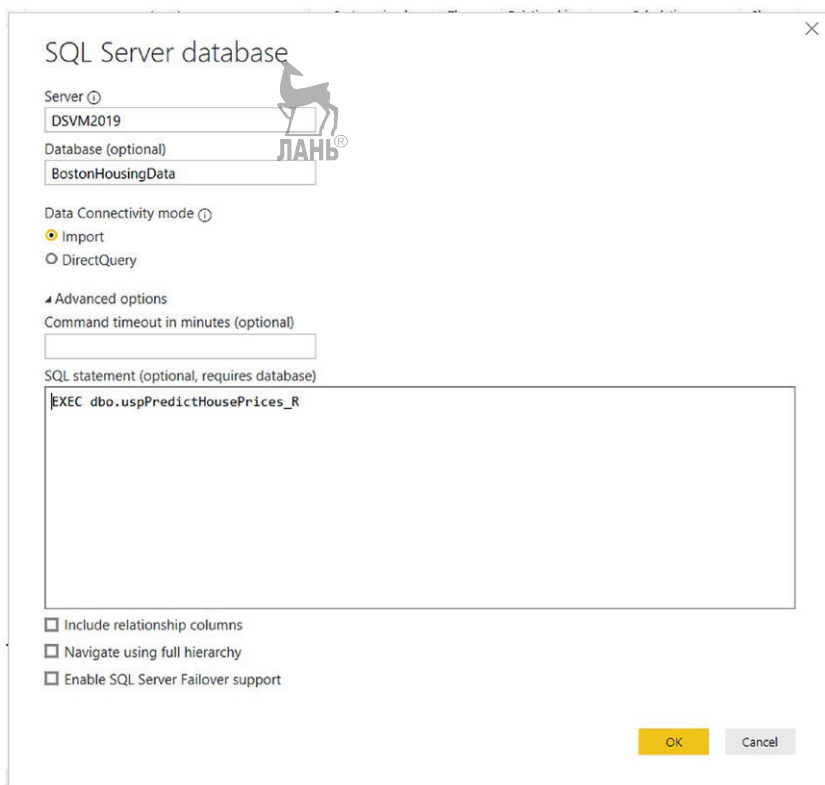 SQL Server database
Server
DSVM2019
ЛАНЬ®
Database (optional)
BostonHousingData
Data Connectivity mode
Import
DirectQuery
Advanced options
Command timeout in minutes (optional)
SQL statement (optional, requires database)
EXEC dbo.uspPredictHousePrices_R
Include relationship columns
Navigate using full hierarchy
Enable SQL Server Failover support
OK Cancel